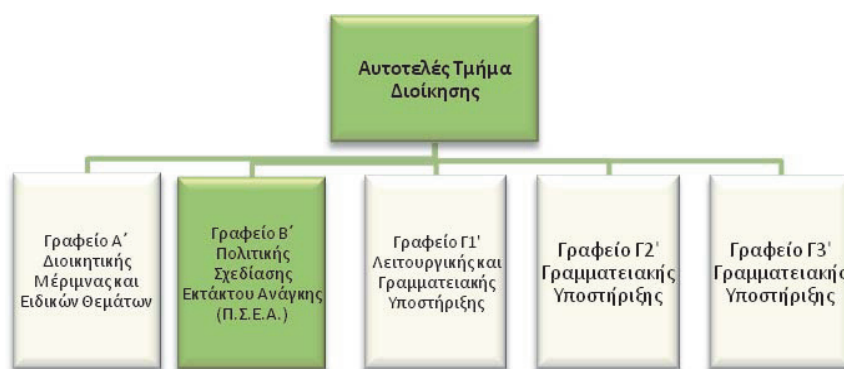 Αυτοτελές Τμήμα
Διοίκησης
Γραφείο Α΄
Διοικητικής
Μέριμνας και
Ειδικών Θεμάτων
Γραφείο Β΄
Πολιτικής
Σχεδίασης
Εκτάκτου Ανάγκης
(Π.Σ.Ε.Α.)
Γραφείο Γ1'
Λειτουργικής και
Γραμματειακής
Υποστήριξης
Γραφείο Γ2'
Γραμματειακής
Υποστήριξης
Γραφείο Γ3'
Γραμματειακής
Υποστήριξης